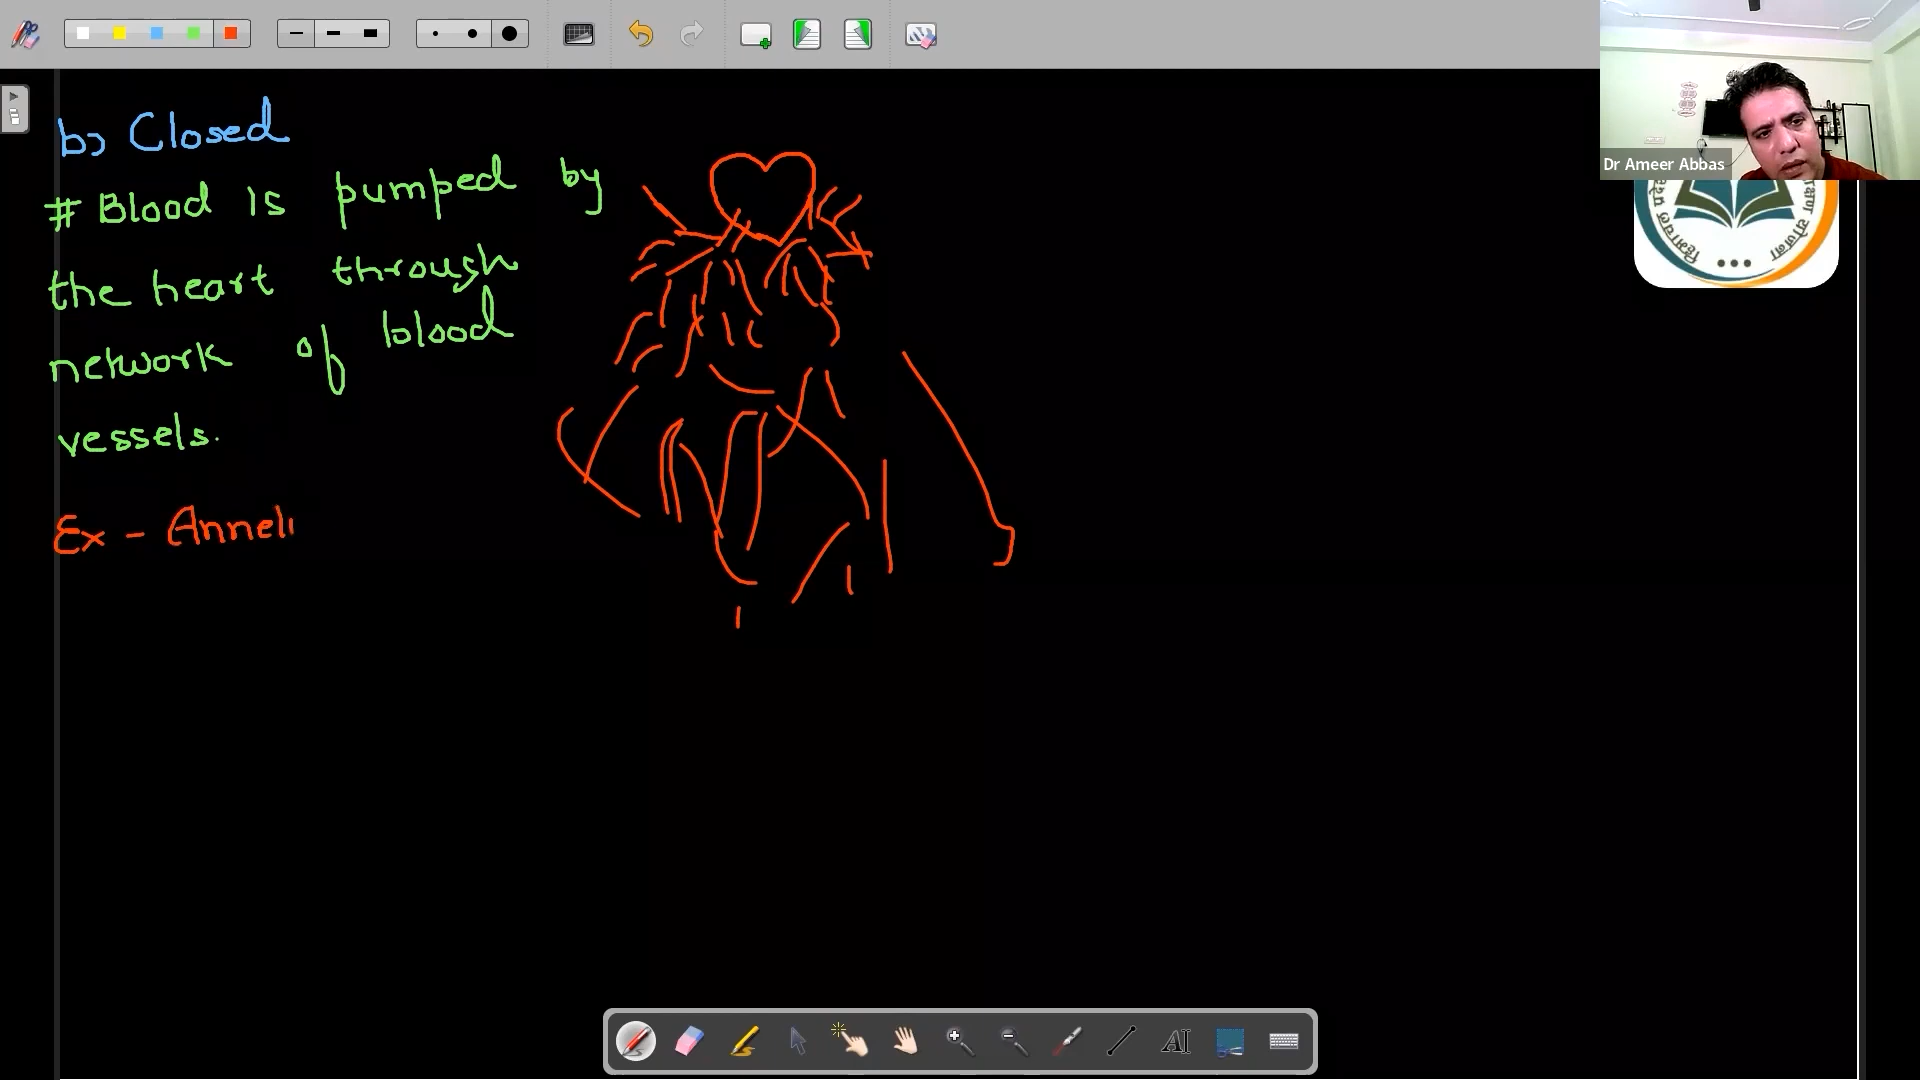 b) Closed
# Blood is pumped by
the heart through
network of blood
vessels.
Ex - Anneli
Dr Ameer Abbas